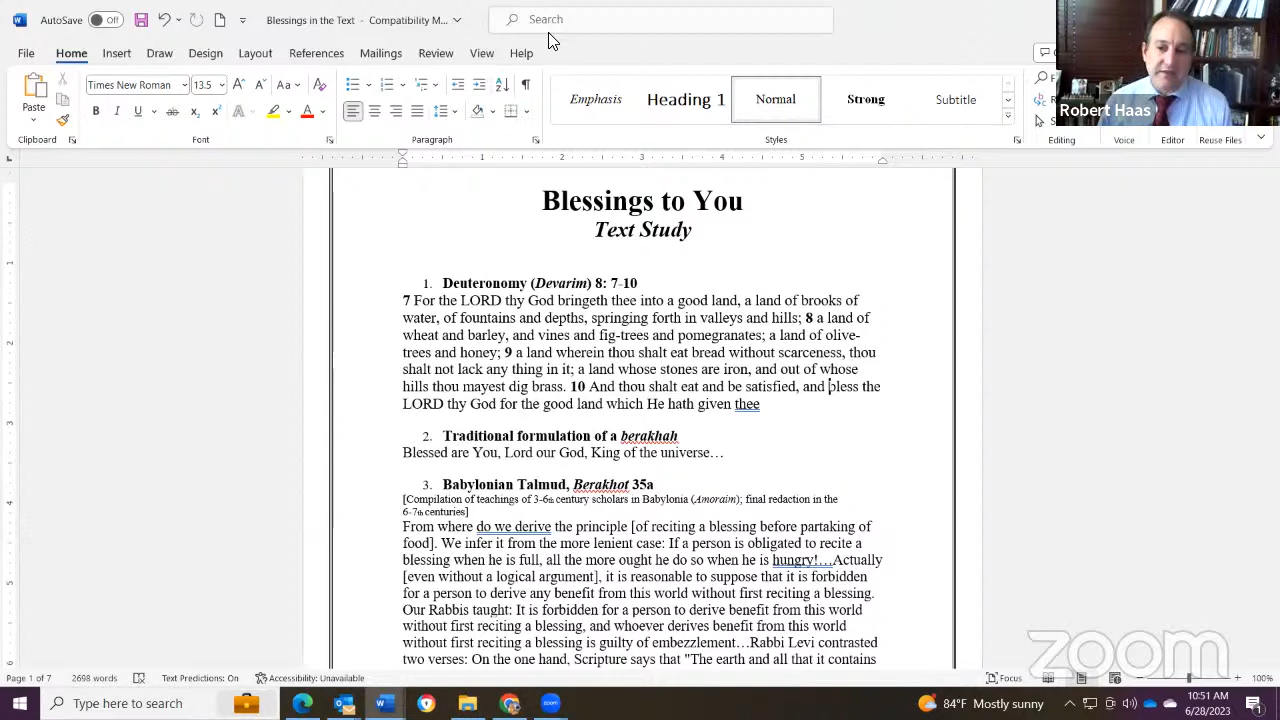 AutoSave Off Blessings in the Text - Compatibility M... Search
File Home Insert Draw Design Layout References Mailings Review View Help
Paste Times New Roman 13.5 Emphasis Heading 1 Normal Strong Subtitle
Robert Haas
Clipboard Font Paragraph Styles Editing Voice Editor Reuse Files
1 2 3 4 5
Blessings to You
Text Study
1. Deuteronomy (Devarim) 8: 7-10
7 For the LORD thy God bringeth thee into a good land, a land of brooks of
water, of fountains and depths, springing forth in valleys and hills; 8 a land of
wheat and barley, and vines and fig-trees and pomegranates; a land of olive-
trees and honey; 9 a land wherein thou shalt eat bread without scarceness, thou
shalt not lack any thing in it; a land whose stones are iron, and out of whose
hills thou mayest dig brass. 10 And thou shalt eat and be satisfied, and bless the
LORD thy God for the good land which He hath given thee
2. Traditional formulation of a berakhah
Blessed are You, Lord our God, King of the universe…
3. Babylonian Talmud, Berakhot 35a
[Compilation of teachings of 3-6th century scholars in Babylonia (Amoraim); final redaction in the
6-7th centuries]
From where do we derive the principle [of reciting a blessing before partaking of
food]. We infer it from the more lenient case: If a person is obligated to recite a
blessing when he is full, all the more ought he do so when he is hungry!…Actually
[even without a logical argument], it is reasonable to suppose that it is forbidden
for a person to derive any benefit from this world without first reciting a blessing.
Our Rabbis taught: It is forbidden for a person to derive benefit from this world
without first reciting a blessing, and whoever derives benefit from this world
without first reciting a blessing is guilty of embezzlement…Rabbi Levi contrasted
two verses: On the one hand, Scripture says that "The earth and all that it contains
zoom
Page 1 of 7 2698 words Text Predictions: On Accessibility: Unavailable Focus 100%
Type here to search zoom 84°F Mostly sunny 10:51 AM
6/28/2023